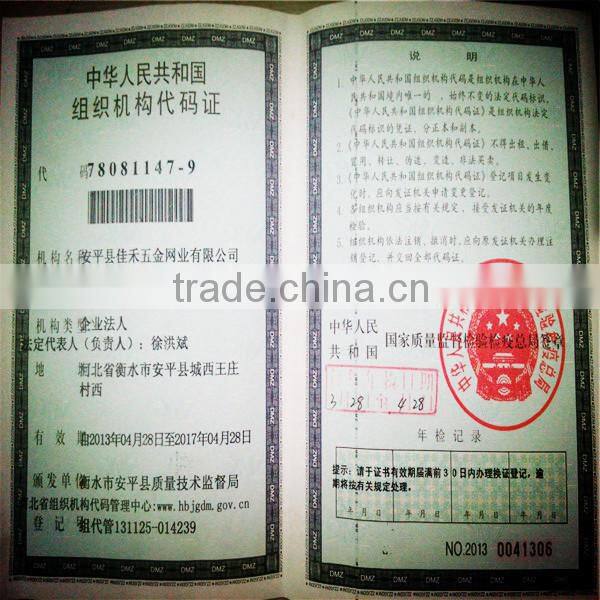 中华人民共和国
组织机构代码证
代 码 78081147-9
机构名 安平县佳禾五金网业有限公司
机构类 企业法人
法定代表人（负责人）：徐洪斌
地 河北省衡水市安平县城西王庄
村西
有 效 期 自2013年04月28日至2017年04月28日
颁发单位 衡水市安平县质量技术监督局
河北省组织机构代码管理中心:www.hbjgdm.gov.cn
登 记 组代管131125-014239
说 明
1. 中华人民共和国组织机构代码是组织机构在中华人
民共和国境内唯一的、始终不变的法定代码标识，
《中华人民共和国组织机构代码证》是组织机构法定
代码标识的凭证，分正本和副本。
2. 《中华人民共和国组织机构代码证》不得出租、出借、
冒用、转让、伪造、变造、非法买卖。
3. 《中华人民共和国组织机构代码证》登记项目发生变
化时，应向发证机关申请变更登记。
4. 各组织机构应当按有关规定，接受发证机关的年度
检验。
5. 组织机构依法注销、撤消时，应向原发证机关办理注
销登记，并交回全部代码证。
trade.china.cn
中华人民
共和国 国家质量监督检验检疫总局签章
3 28 4 28
年检记录
提示：请于证书有效期届满前30日内办理换证登记，逾
期将按有关规定处理。
年 月 日 年 月 日 年 月 日 年 月 日
NO.2013 0041306